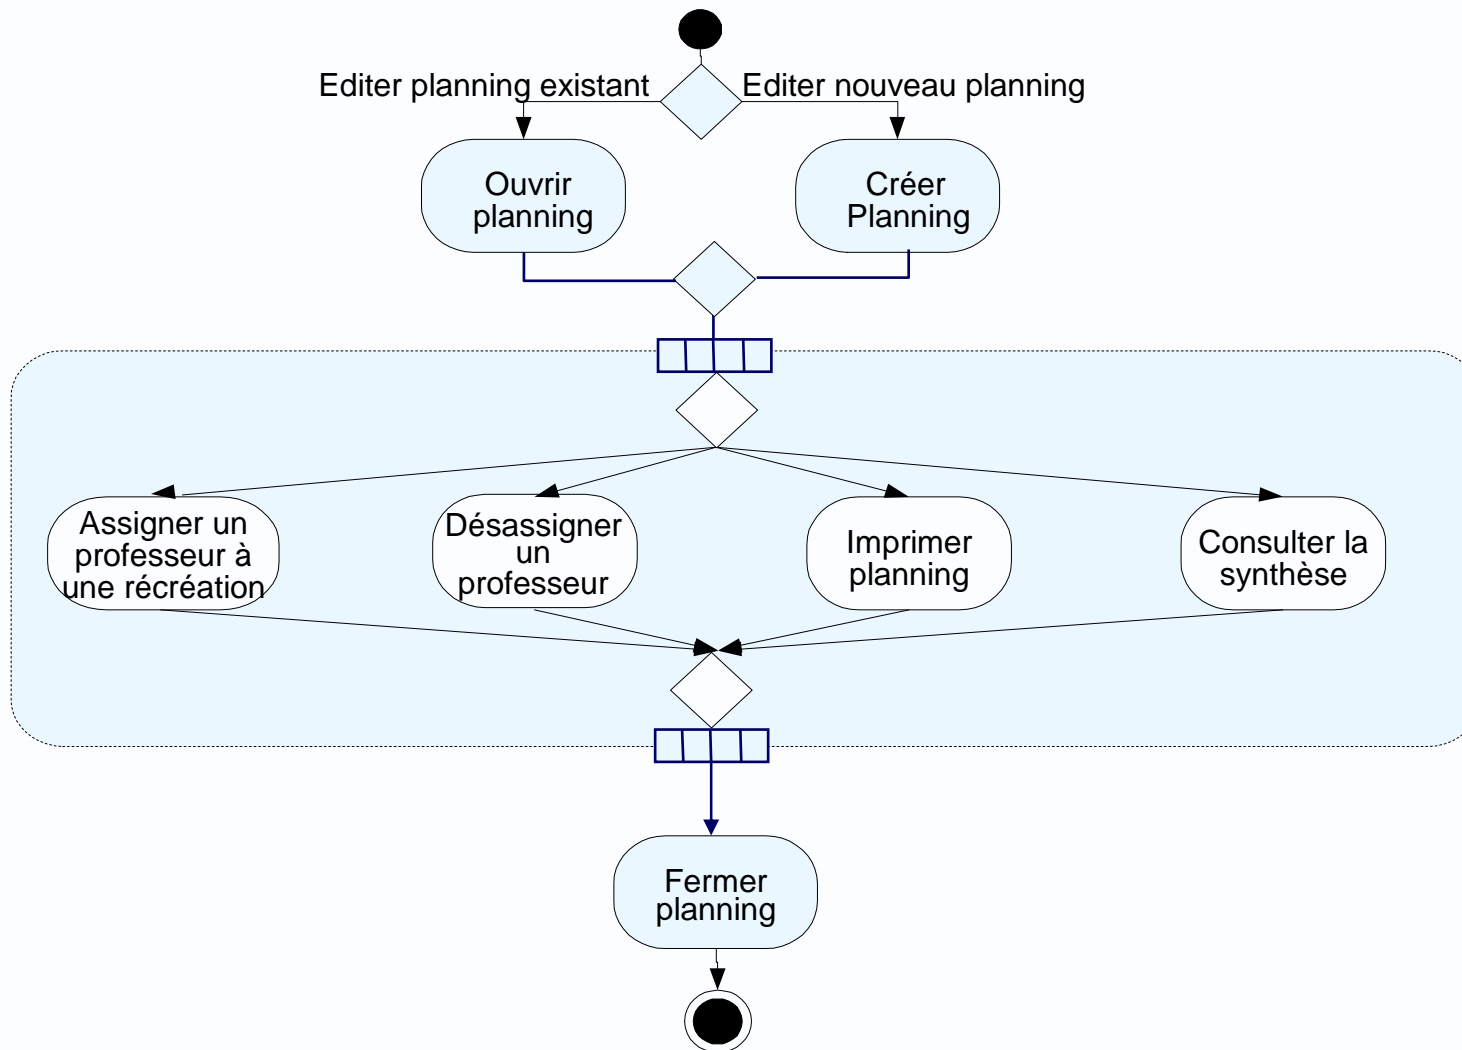 Editer planning existant
Editer nouveau planning
Ouvrir
planning
Créer
Planning
Assigner un
professeur à
une récréation
Désassigner
un
professeur
Imprimer
planning
Consulter la
synthèse
Fermer
planning